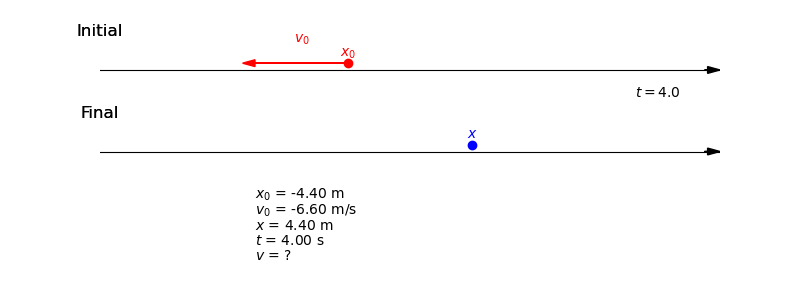 Initial
v₀
x₀
t = 4.0
Final
x
x₀ = -4.40 m
v₀ = -6.60 m/s
x = 4.40 m
t = 4.00 s
v = ?